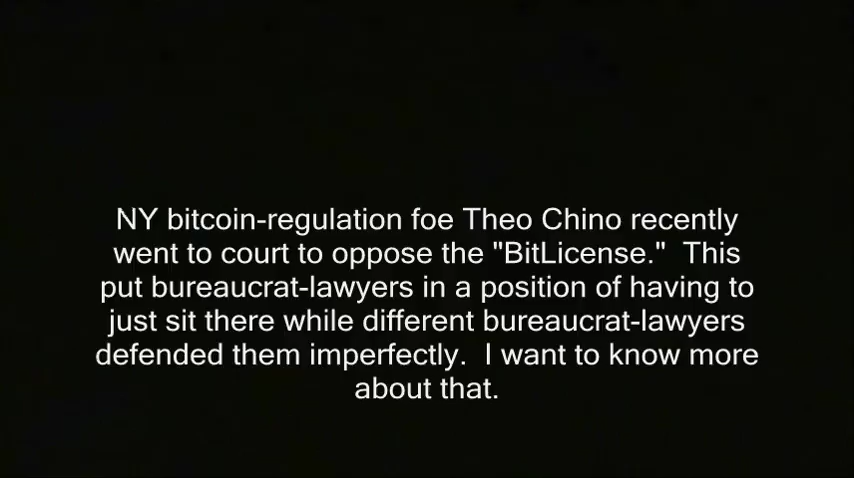 NY bitcoin-regulation foe Theo Chino recently
went to court to oppose the "BitLicense."  This
put bureaucrat-lawyers in a position of having to
just sit there while different bureaucrat-lawyers
defended them imperfectly.  I want to know more
about that.